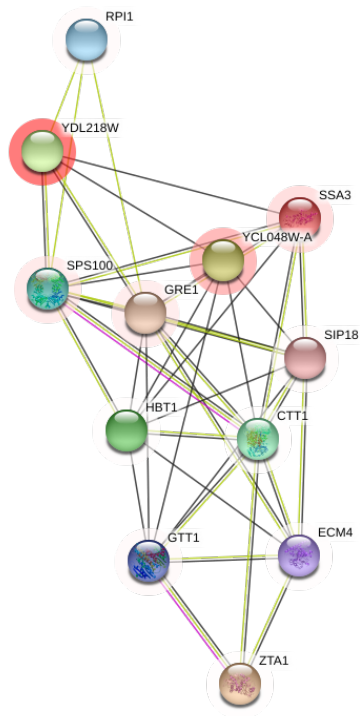 RPI1
YDL218W
SSA3
YCL048W-A
SPS100
GRE1
SIP18
HBT1
CTT1
GTT1
ECM4
ZTA1